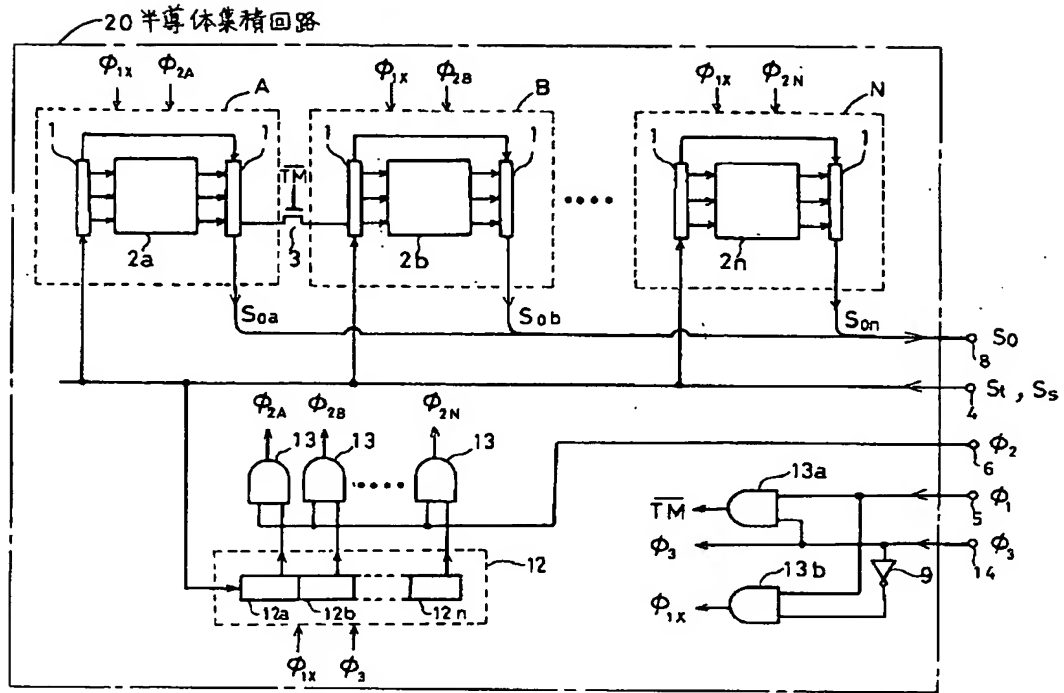 20半導体集積回路
φ1X φ2A A φ1X φ2B B φ1X φ2N N
1 1 TM 1 1 1 1
2a 3 2b 2n
S0a S0b S0n S0
8
St , Ss
4
φ2A φ2B φ2N
13 13 13 φ2
6
13a
TM φ1
5
φ3 φ3
14
12 13b 9
φ1X
12a 12b 12n
φ1X φ3